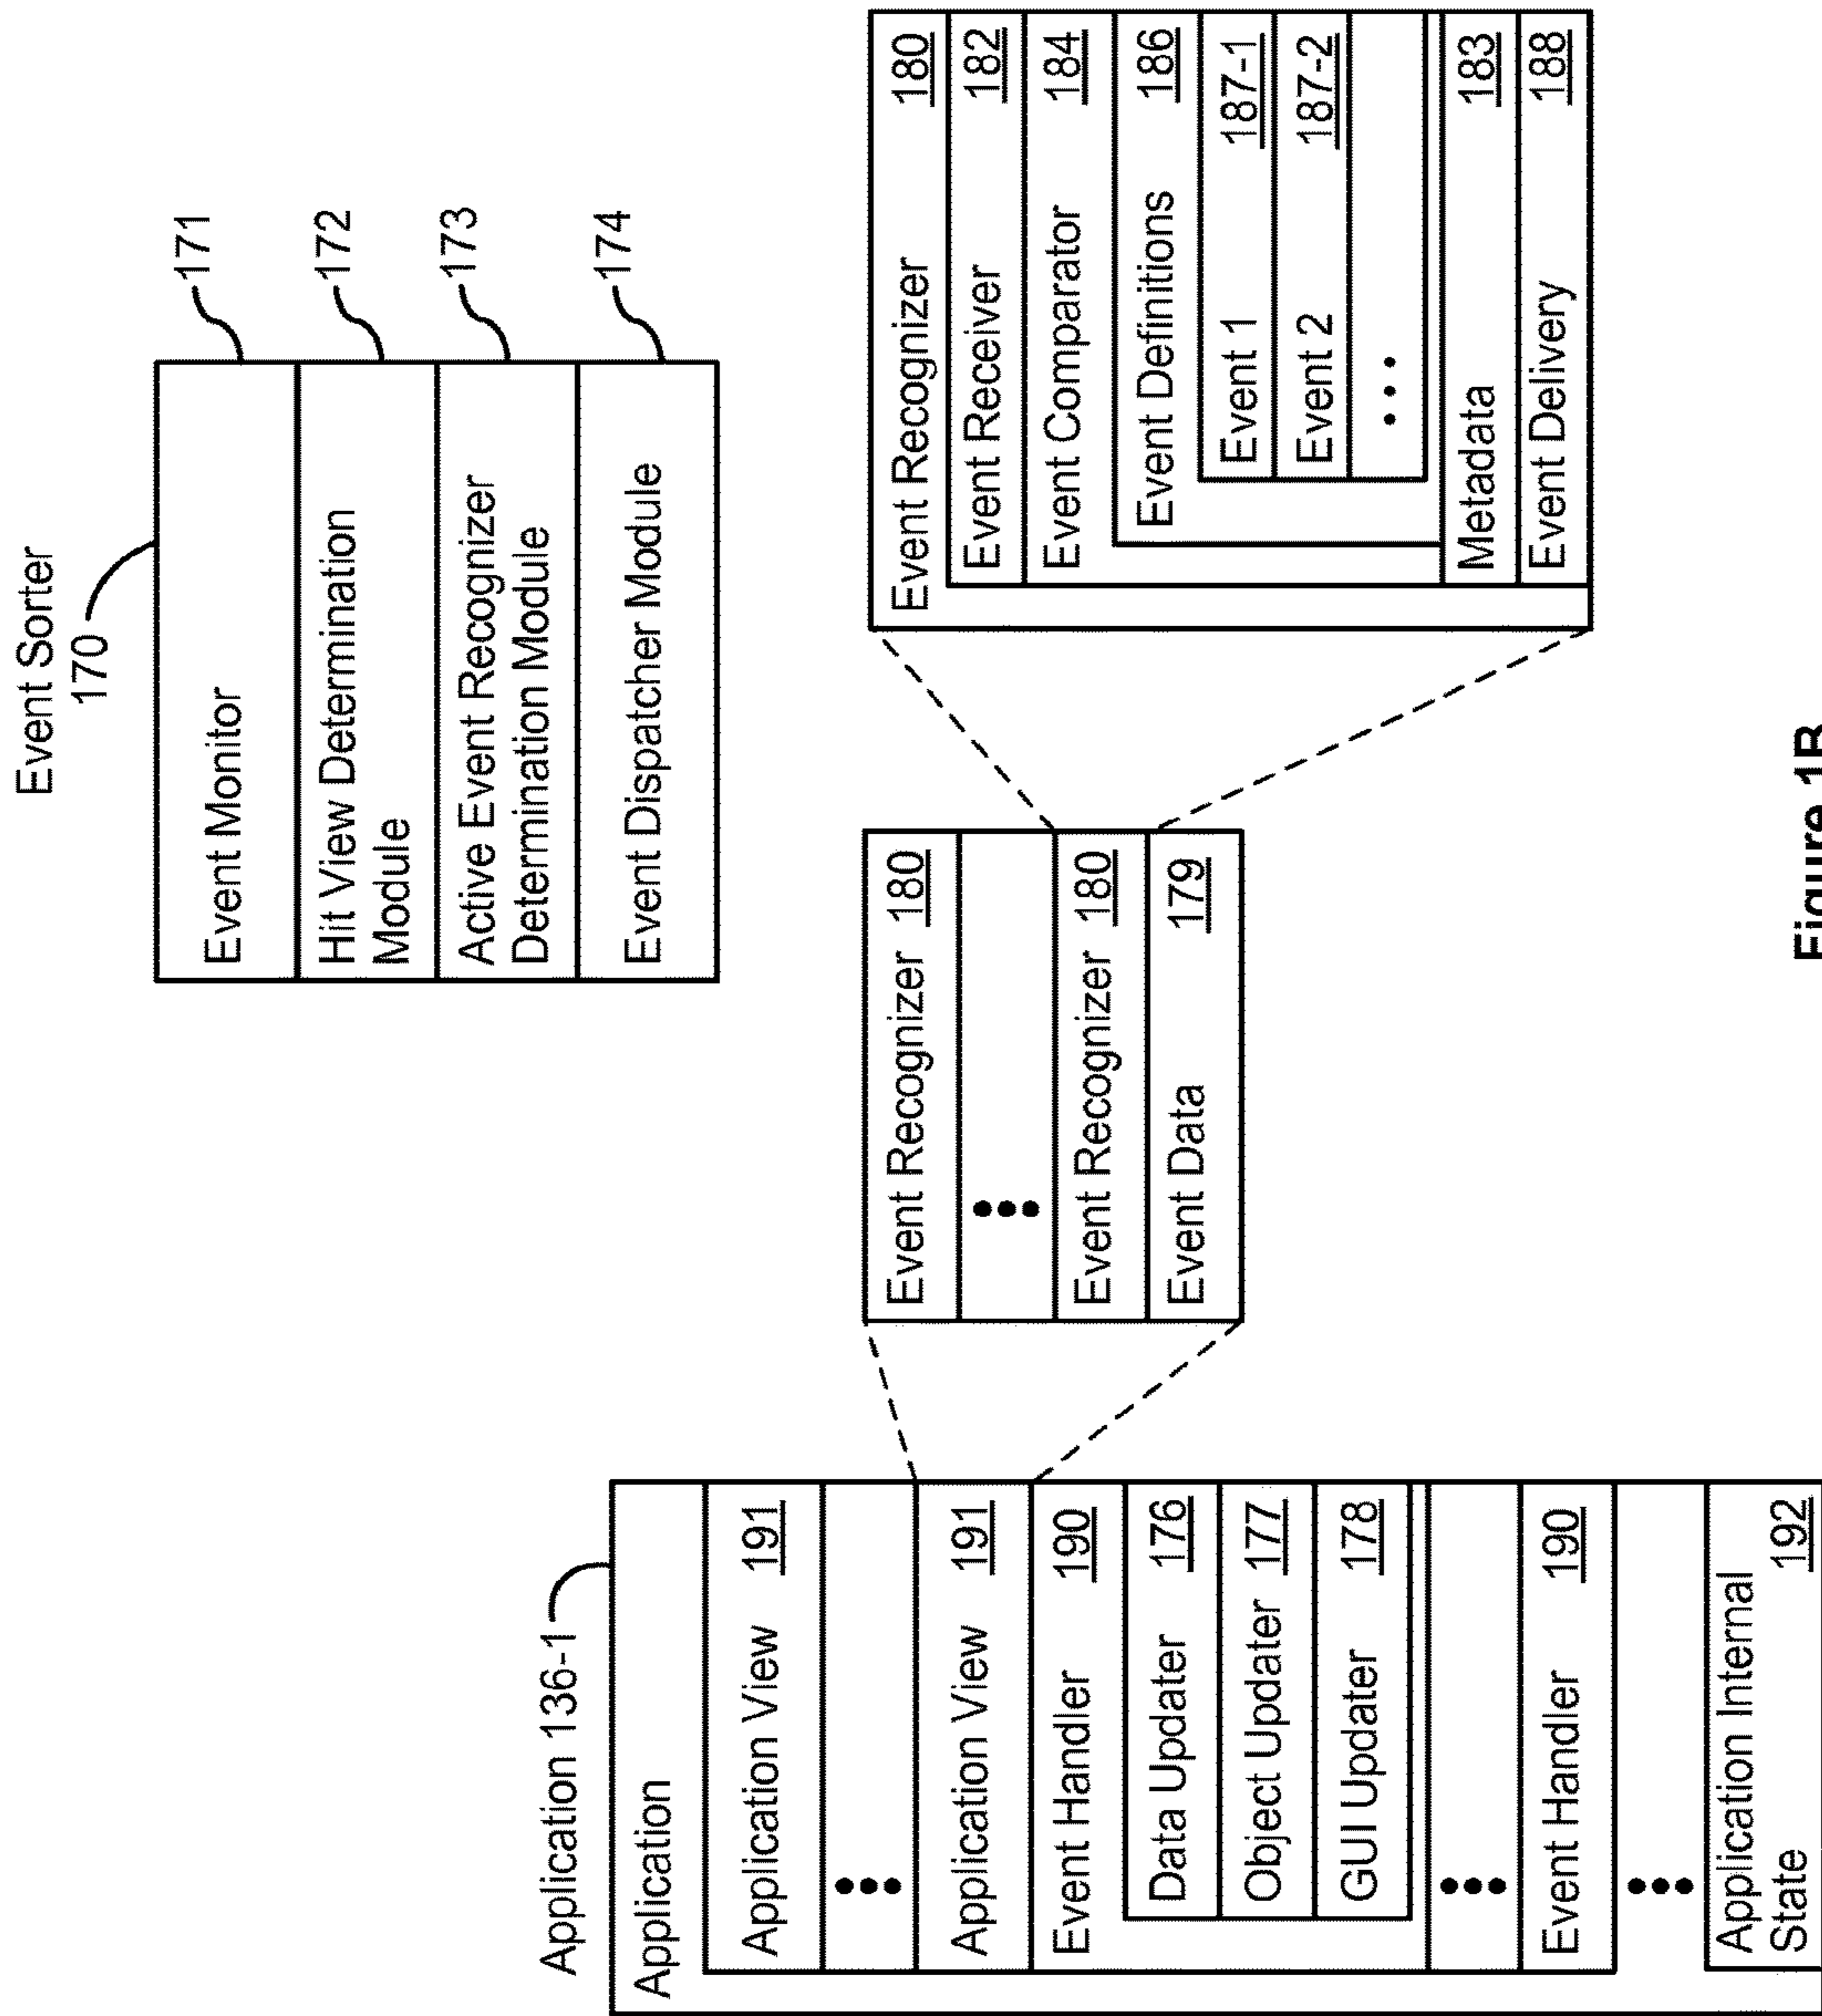 Event Sorter
170
Event Monitor
171
Hit View Determination
Module
172
Active Event Recognizer
Determination Module
173
Event Dispatcher Module
174
Application 136-1
Application
Application View 191
•••
Application View 191
Event Handler 190
Data Updater 176
Object Updater 177
GUI Updater 178
•••
Event Handler 190
•••
Application Internal
State 192
Event Recognizer 180
•••
Event Recognizer 180
Event Data 179
Event Recognizer 180
Event Receiver 182
Event Comparator 184
Event Definitions 186
Event 1 187-1
Event 2 187-2
•••
Metadata 183
Event Delivery 188
Figure 1B